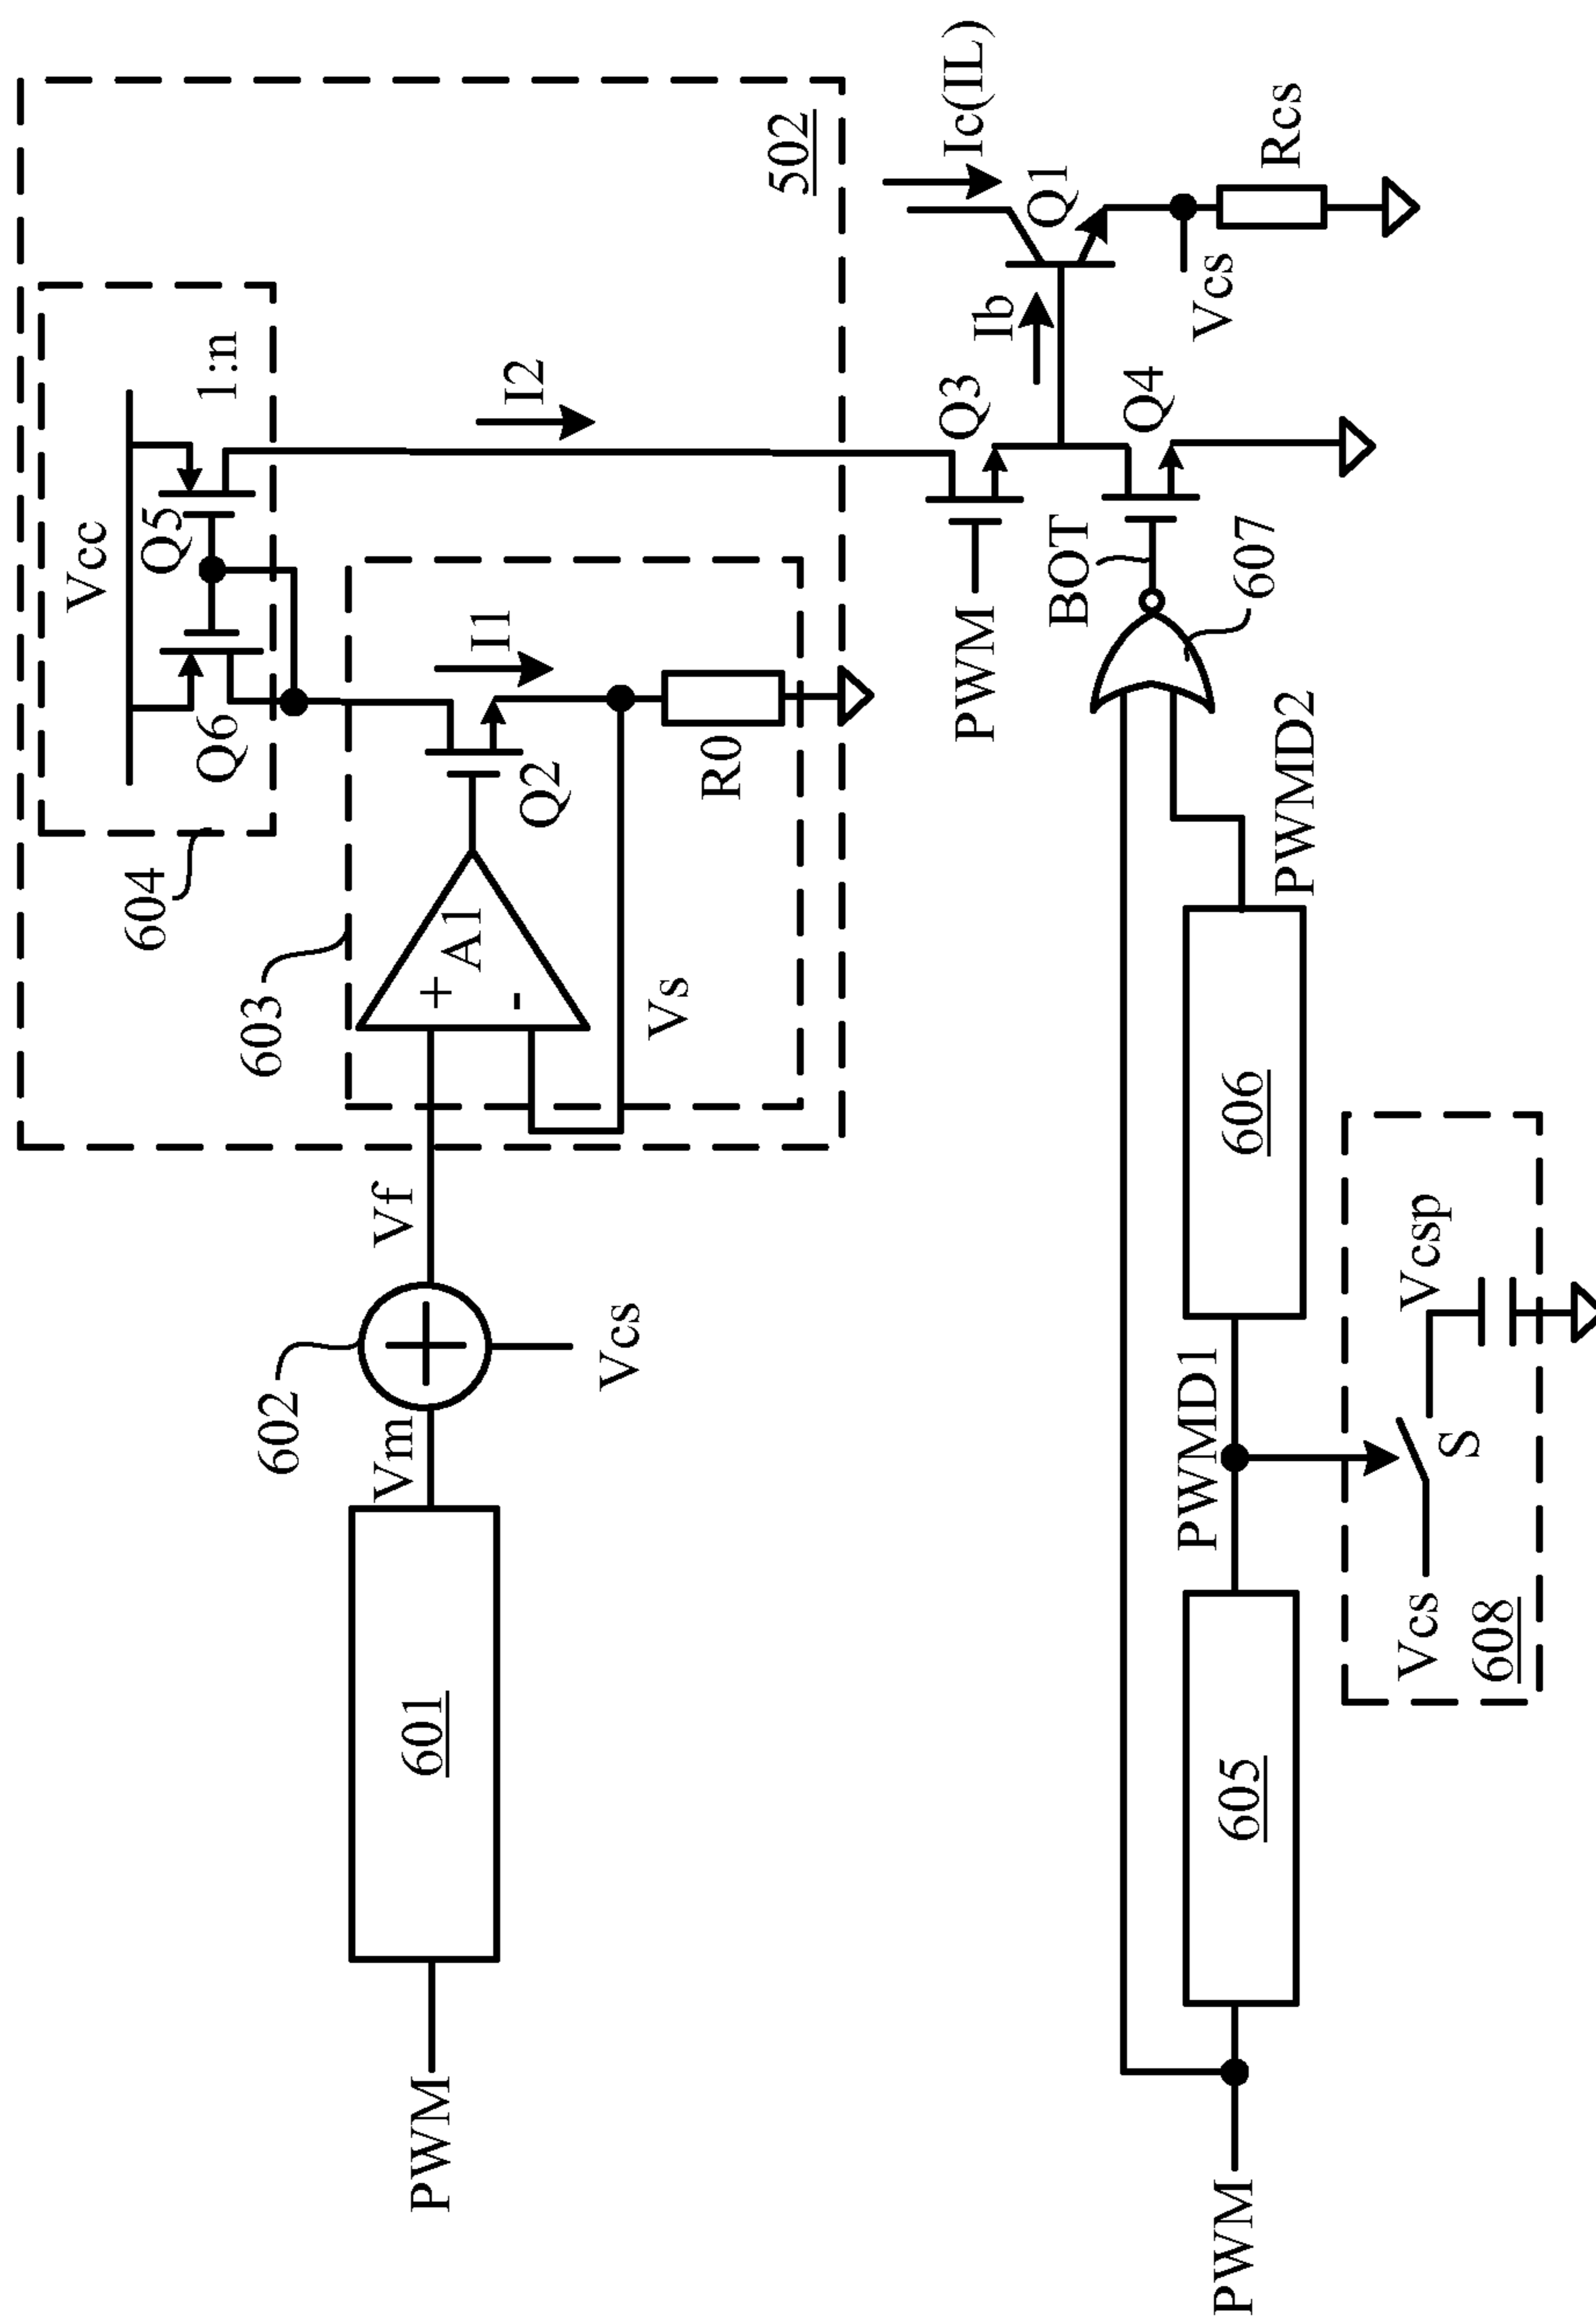 PWM
601
Vm
602
Vcs
Vf
603
604
Vcc
Q6
Q5
1:n
A1
+
-
Q2
I1
Vs
R0
I2
502
PWM
Q3
Ib
Ic(IL)
Q1
Vcs
Rcs
BOT
Q4
607
PWM
605
PWMD1
606
PWMD2
Vcs
S
Vcsp
608